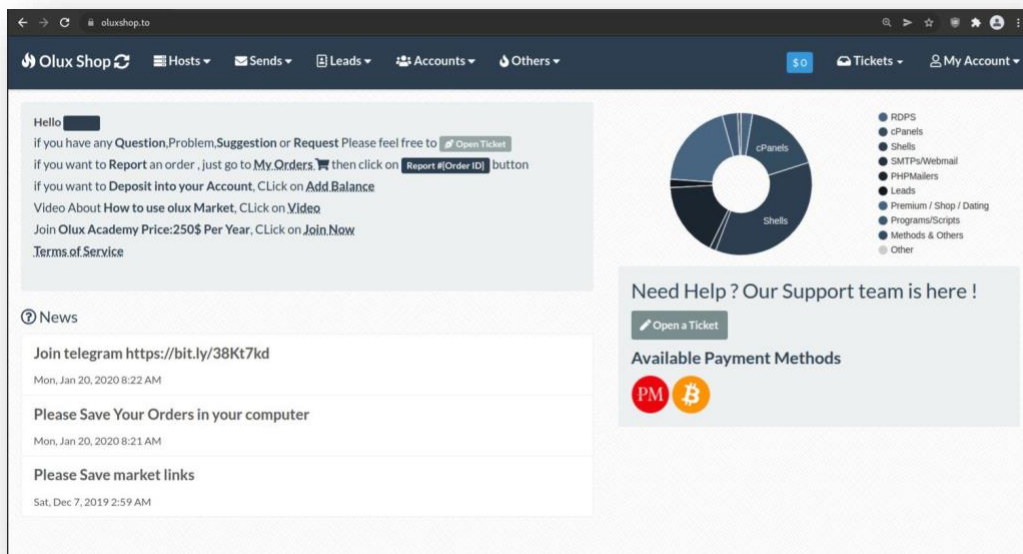 oluxshop.to
Olux Shop Hosts Sends Leads Accounts Others $0 Tickets My Account
Hello
if you have any Question,Problem,Suggestion or Request Please feel free to Open Ticket
if you want to Report an order , just go to My Orders then click on Report #[Order ID] button
if you want to Deposit into your Account, CLick on Add Balance
Video About How to use olux Market, CLick on Video
Join Olux Academy Price:250$ Per Year, CLick on Join Now
Terms of Service
cPanels
Shells
RDPS
cPanels
Shells
SMTPs/Webmail
PHPMailers
Leads
Premium / Shop / Dating
Programs/Scripts
Methods & Others
Other
Need Help ? Our Support team is here !
Open a Ticket
Available Payment Methods
PM
News
Join telegram https://bit.ly/38Kt7kd
Mon, Jan 20, 2020 8:22 AM
Please Save Your Orders in your computer
Mon, Jan 20, 2020 8:21 AM
Please Save market links
Sat, Dec 7, 2019 2:59 AM